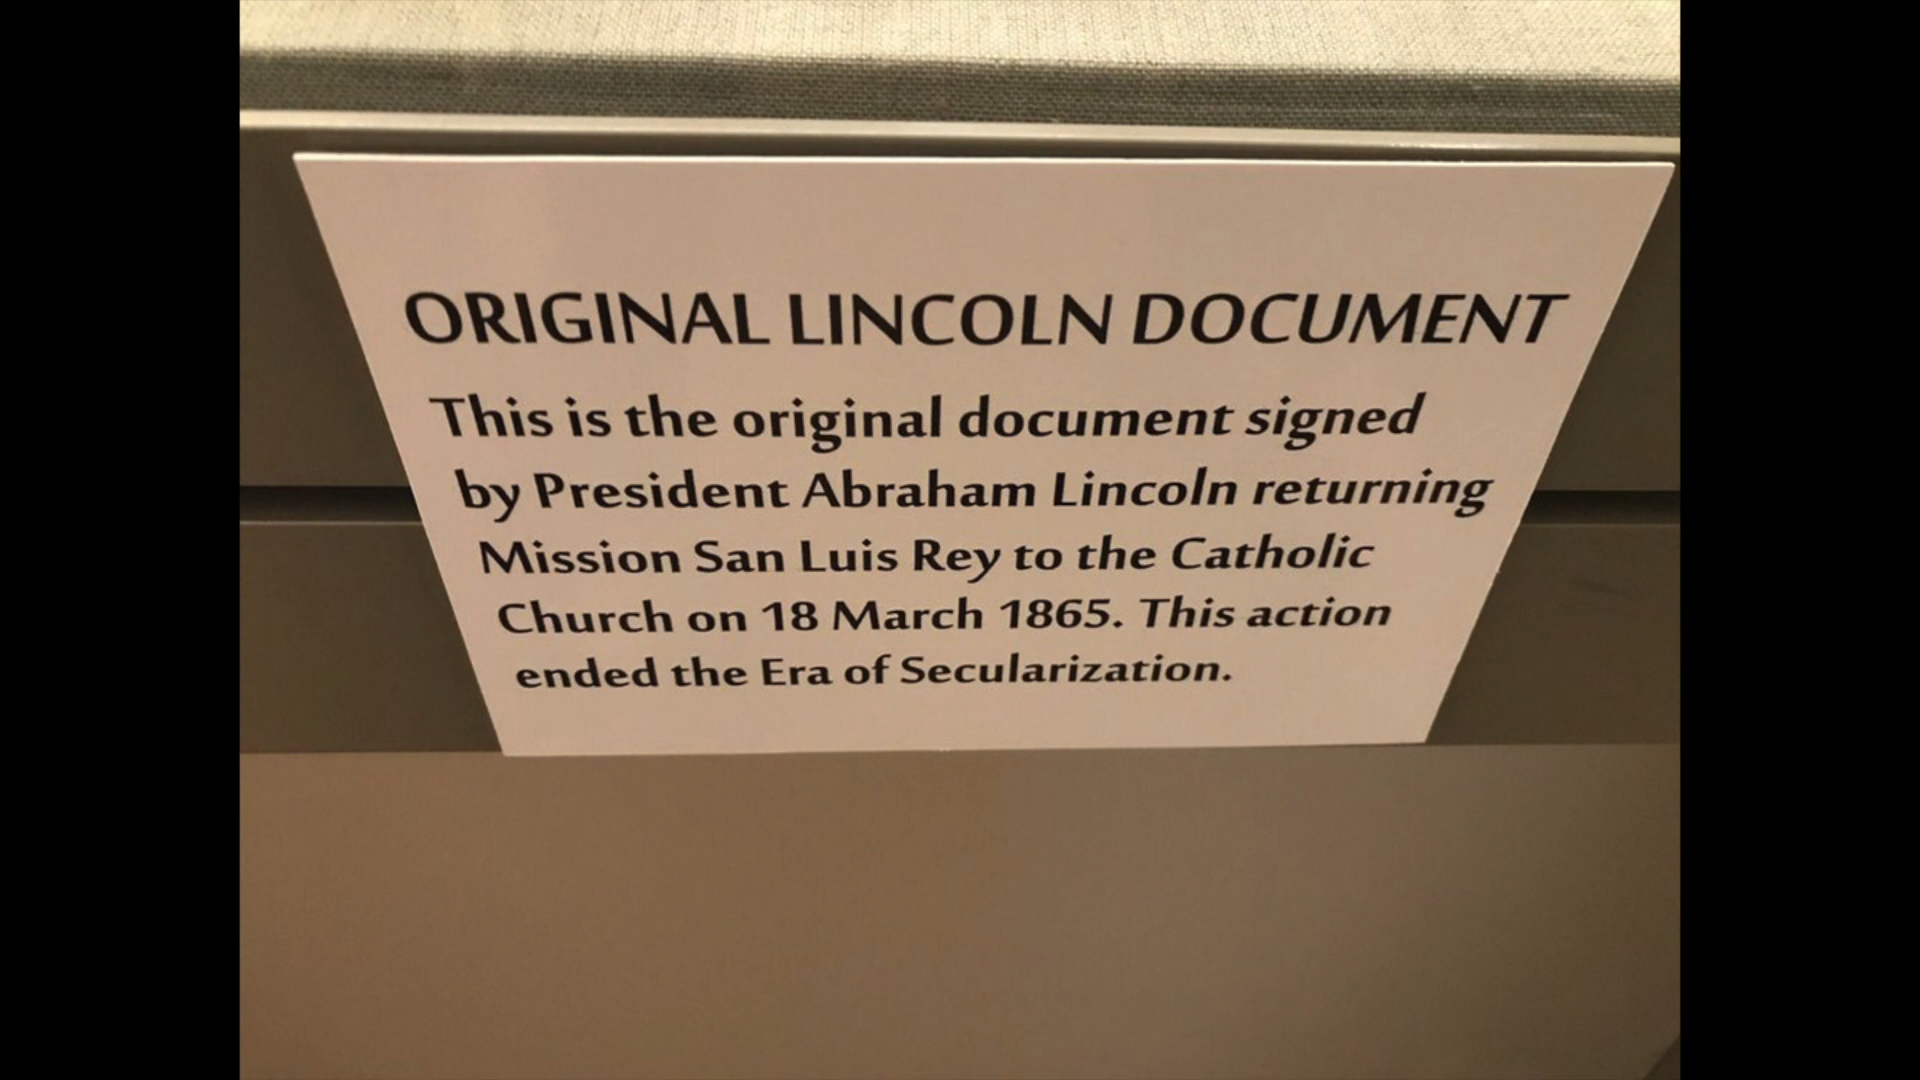 ORIGINAL LINCOLN DOCUMENT
This is the original document signed
by President Abraham Lincoln returning
Mission San Luis Rey to the Catholic
Church on 18 March 1865. This action
ended the Era of Secularization.